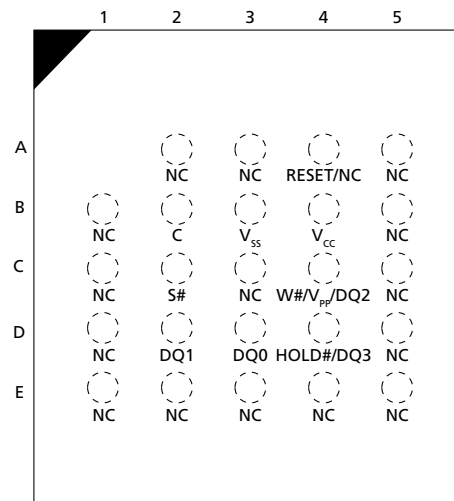 1 2 3 4 5
A
NC NC RESET/NC NC
B
NC C VSS VCC NC
C
NC S# NC W#/VPP/DQ2 NC
D
NC DQ1 DQ0 HOLD#/DQ3 NC
E
NC NC NC NC NC